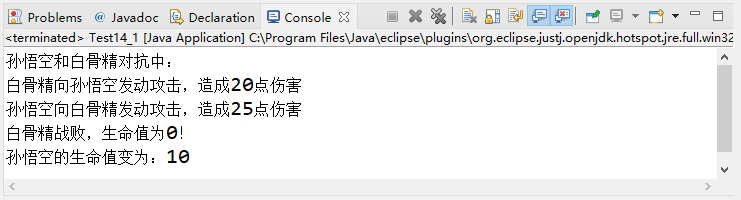 Problems @ Javadoc Declaration Console
<terminated> Test14_1 [Java Application] C:\Program Files\Java\eclipse\plugins\org.eclipse.justj.openjdk.hotspot.jre.full.win32
孙悟空和白骨精对抗中:
白骨精向孙悟空发动攻击，造成20点伤害
孙悟空向白骨精发动攻击，造成25点伤害
白骨精战败，生命值为0!
孙悟空的生命值变为：10